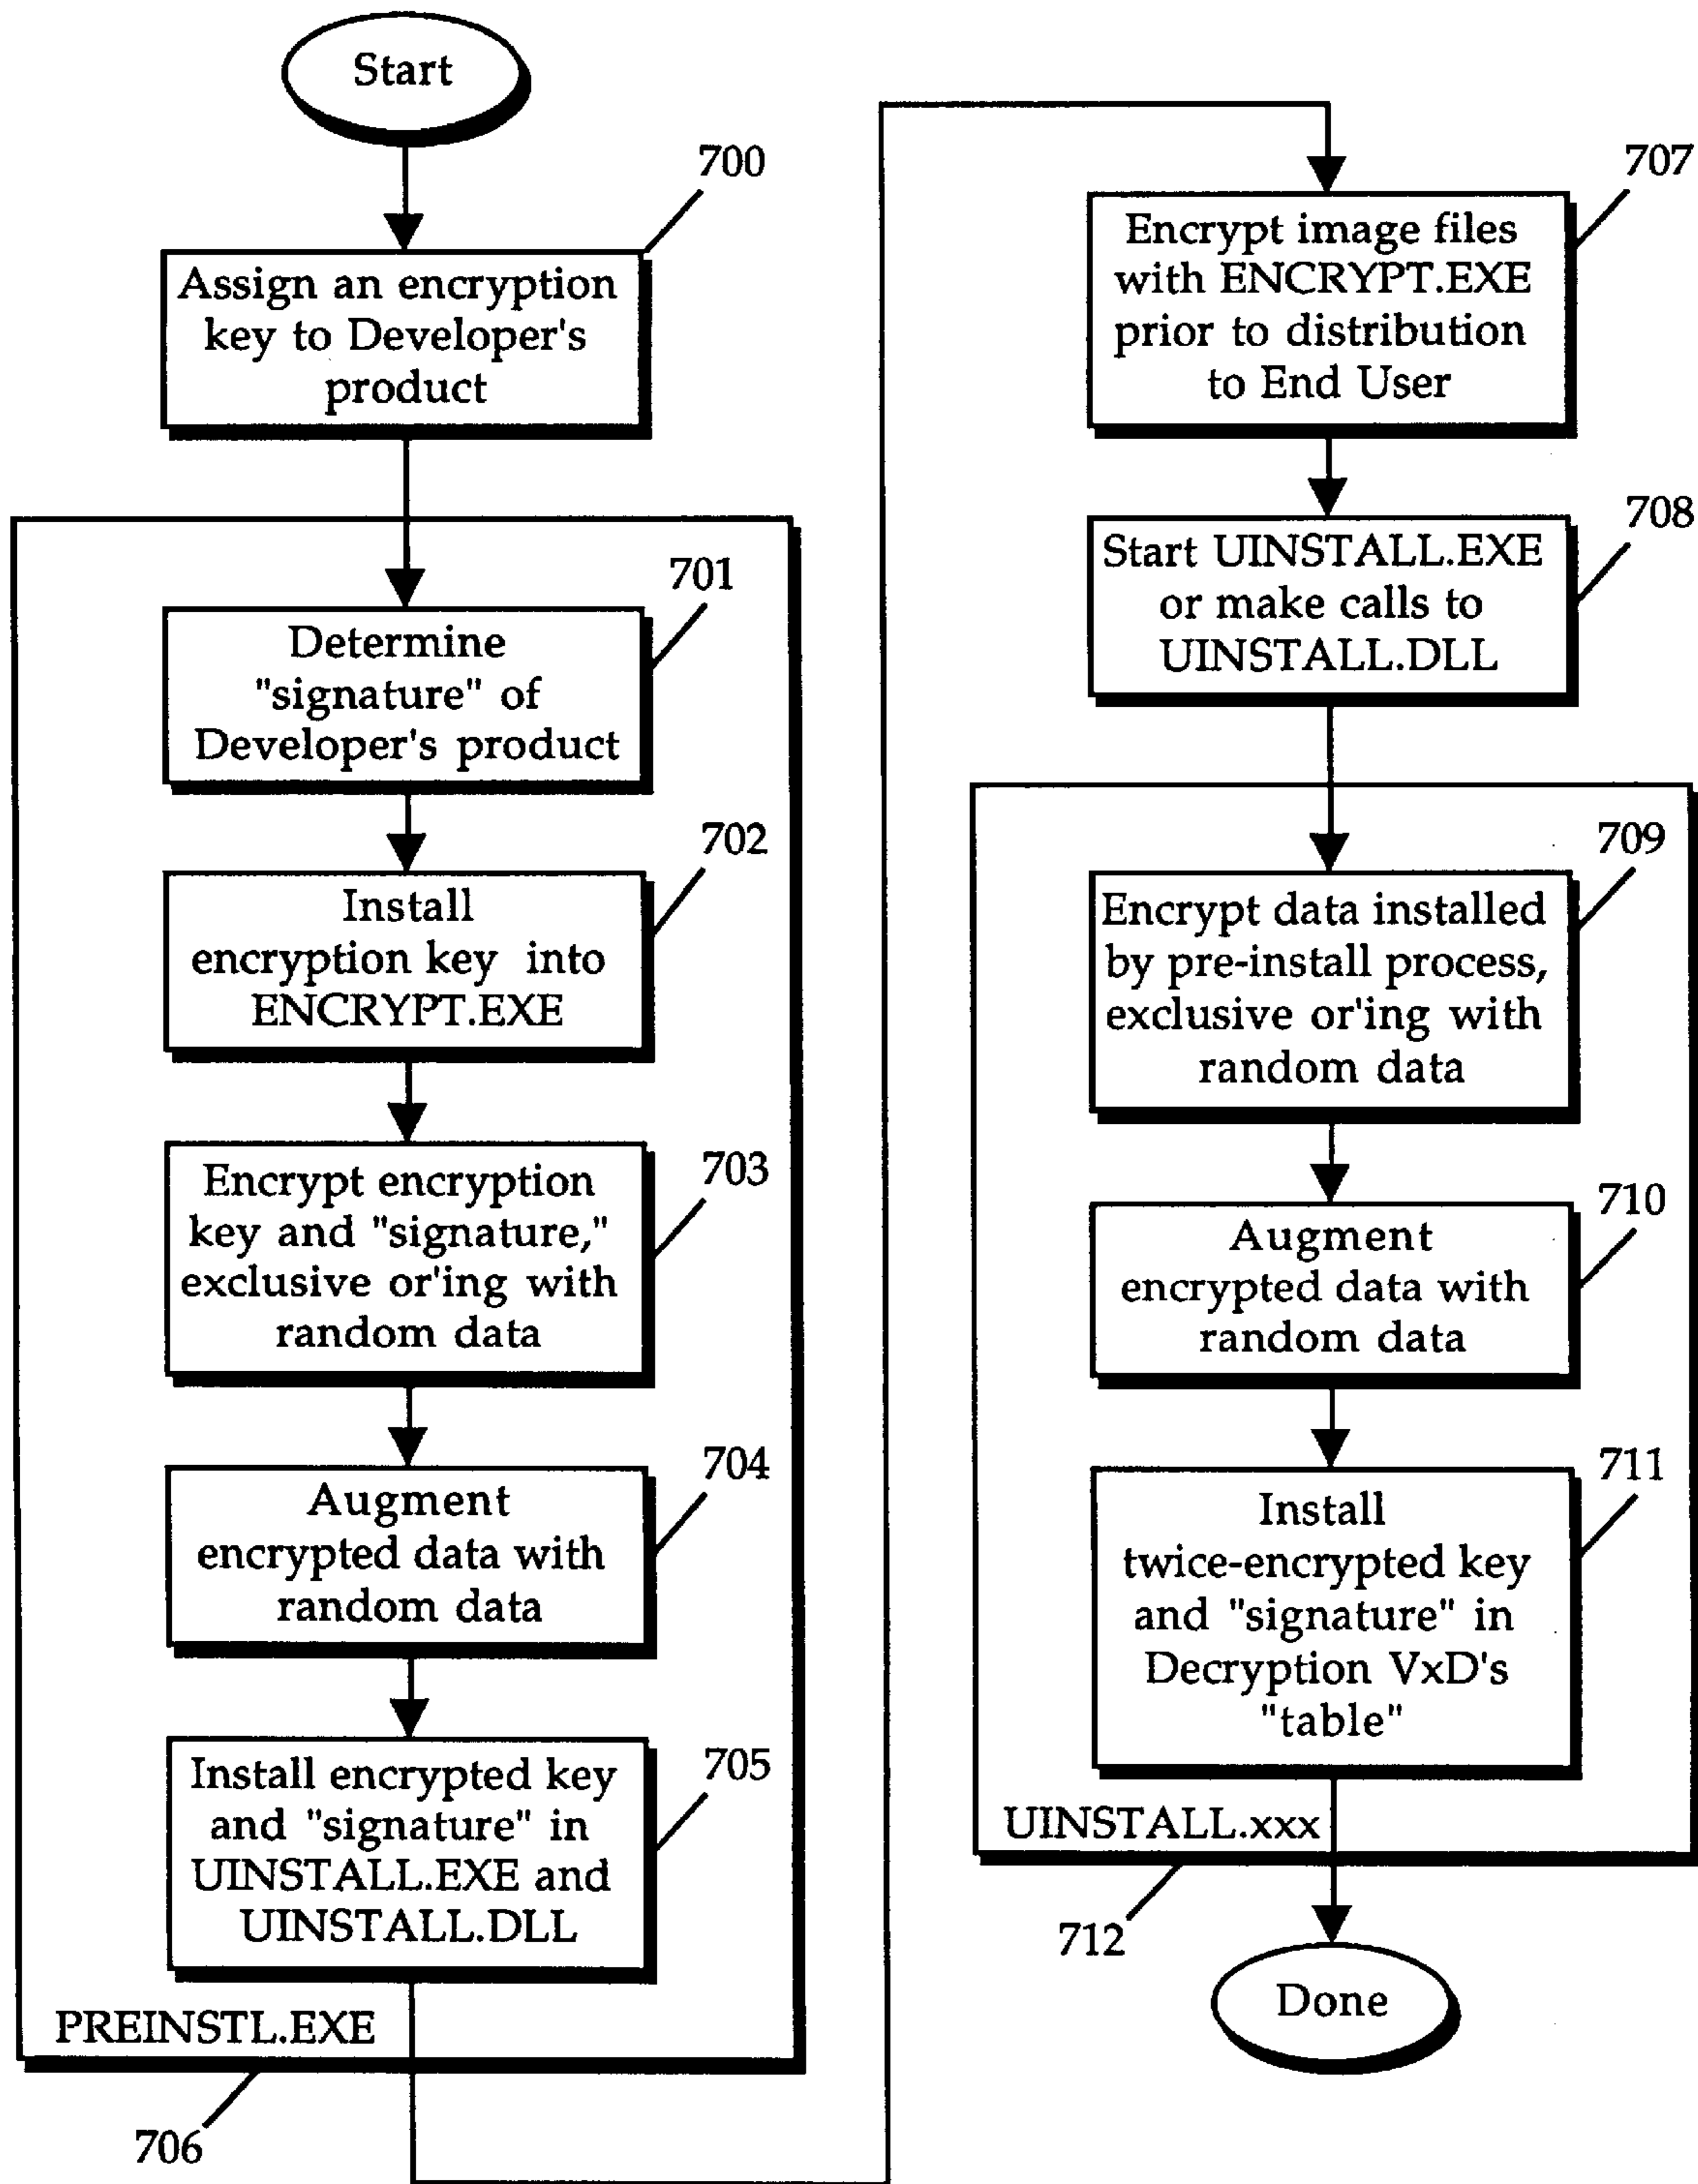 Start
700
Assign an encryption
key to Developer's
product
701
Determine
"signature" of
Developer's product
702
Install
encryption key into
ENCRYPT.EXE
703
Encrypt encryption
key and "signature,"
exclusive or'ing with
random data
704
Augment
encrypted data with
random data
705
Install encrypted key
and "signature" in
UINSTALL.EXE and
UINSTALL.DLL
PREINSTL.EXE
706
707
Encrypt image files
with ENCRYPT.EXE
prior to distribution
to End User
708
Start UINSTALL.EXE
or make calls to
UINSTALL.DLL
709
Encrypt data installed
by pre-install process,
exclusive or'ing with
random data
710
Augment
encrypted data with
random data
711
Install
twice-encrypted key
and "signature" in
Decryption VxD's
"table"
UINSTALL.xxx
712
Done